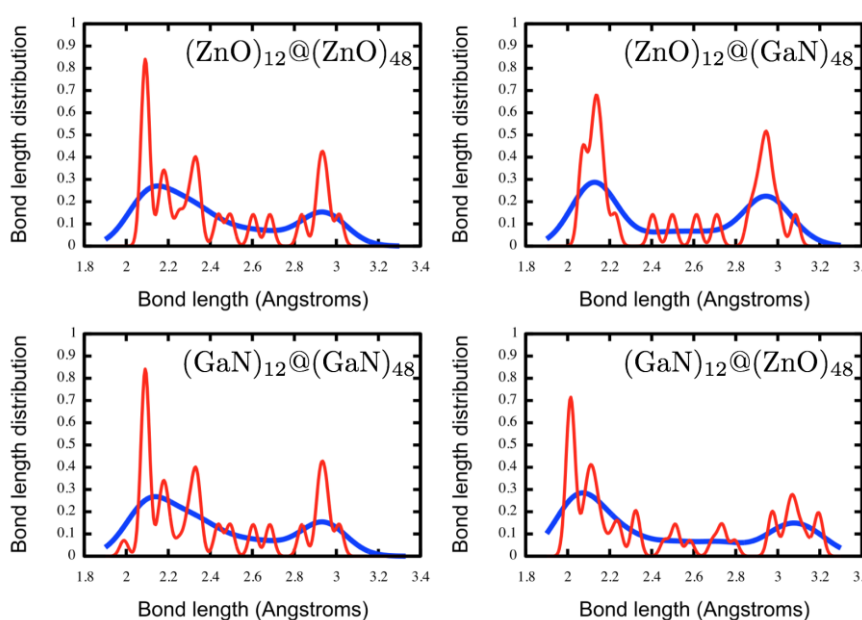 (ZnO)₁₂@(ZnO)₄₈
Bond length distribution
1
0.9
0.8
0.7
0.6
0.5
0.4
0.3
0.2
0.1
0
1.8 2 2.2 2.4 2.6 2.8 3 3.2 3.4
Bond length (Angstroms)
(ZnO)₁₂@(GaN)₄₈
Bond length distribution
1
0.9
0.8
0.7
0.6
0.5
0.4
0.3
0.2
0.1
0
1.8 2 2.2 2.4 2.6 2.8 3 3.2 3.
Bond length (Angstroms)
(GaN)₁₂@(GaN)₄₈
Bond length distribution
1
0.9
0.8
0.7
0.6
0.5
0.4
0.3
0.2
0.1
0
1.8 2 2.2 2.4 2.6 2.8 3 3.2 3.4
Bond length (Angstroms)
(GaN)₁₂@(ZnO)₄₈
Bond length distribution
1
0.9
0.8
0.7
0.6
0.5
0.4
0.3
0.2
0.1
0
1.8 2 2.2 2.4 2.6 2.8 3 3.2 3.
Bond length (Angstroms)